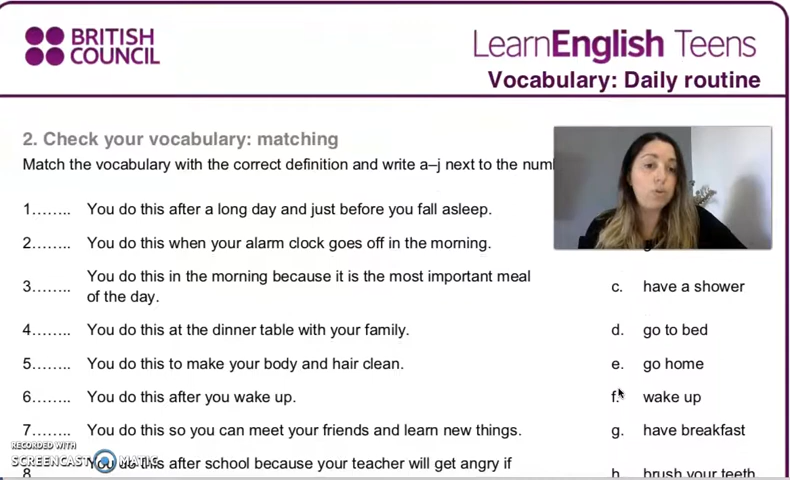 BRITISH
COUNCIL
LearnEnglish Teens
Vocabulary: Daily routine
2. Check your vocabulary: matching
Match the vocabulary with the correct definition and write a–j next to the
1…….. You do this after a long day and just before you fall asleep.
2…….. You do this when your alarm clock goes off in the morning.
3…….. You do this in the morning because it is the most important meal
of the day.
c. have a shower
4…….. You do this at the dinner table with your family.
d. go to bed
5…….. You do this to make your body and hair clean.
e. go home
6…….. You do this after you wake up.
f. wake up
7…….. You do this so you can meet your friends and learn new things.
g. have breakfast
RECORDED WITH
SCREENCAST MATIC
8 You do this after school because your teacher will get angry if
h. brush your teeth